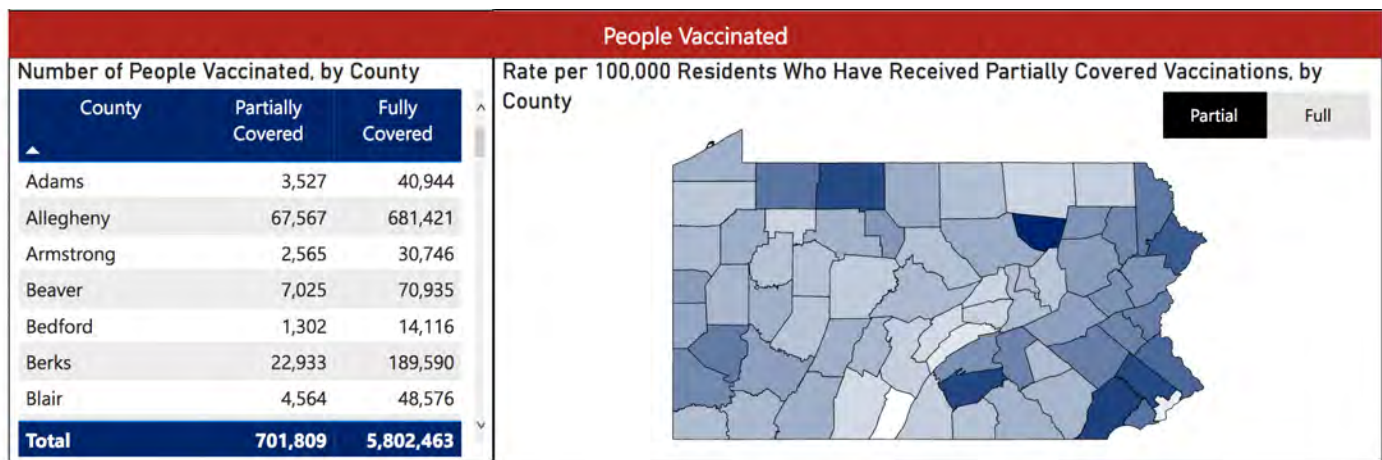 People Vaccinated
Number of People Vaccinated, by County
County Partially Covered Fully Covered
Adams 3,527 40,944
Allegheny 67,567 681,421
Armstrong 2,565 30,746
Beaver 7,025 70,935
Bedford 1,302 14,116
Berks 22,933 189,590
Blair 4,564 48,576
Total 701,809 5,802,463
Rate per 100,000 Residents Who Have Received Partially Covered Vaccinations, by
County
Partial Full